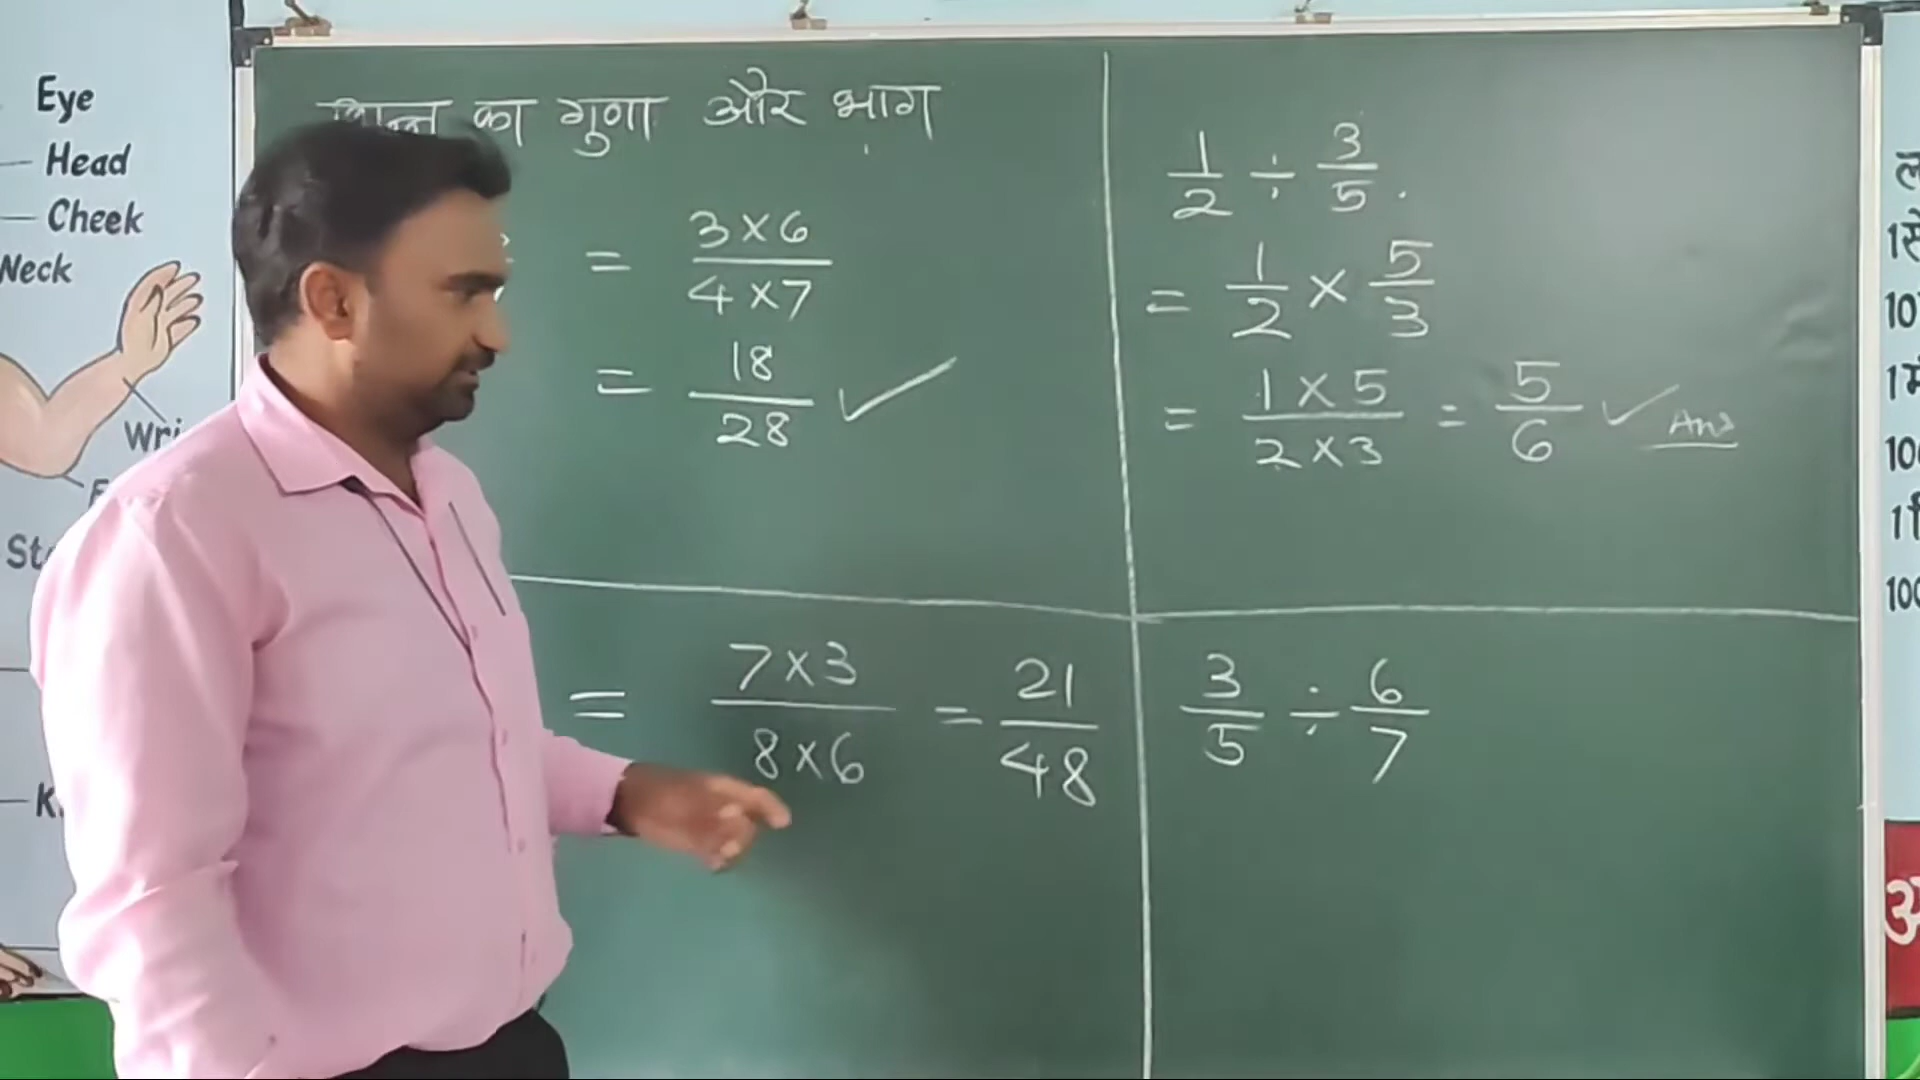 Eye
Head
Cheek
Neck
का गुणा और भाग
= 3×6/4×7
= 18/28 ✓
1/2 ÷ 3/5 .
= 1/2 × 5/3
= 1×5/2×3 = 5/6 ✓ Ans
= 7×3/8×6 = 21/48
3/5 ÷ 6/7